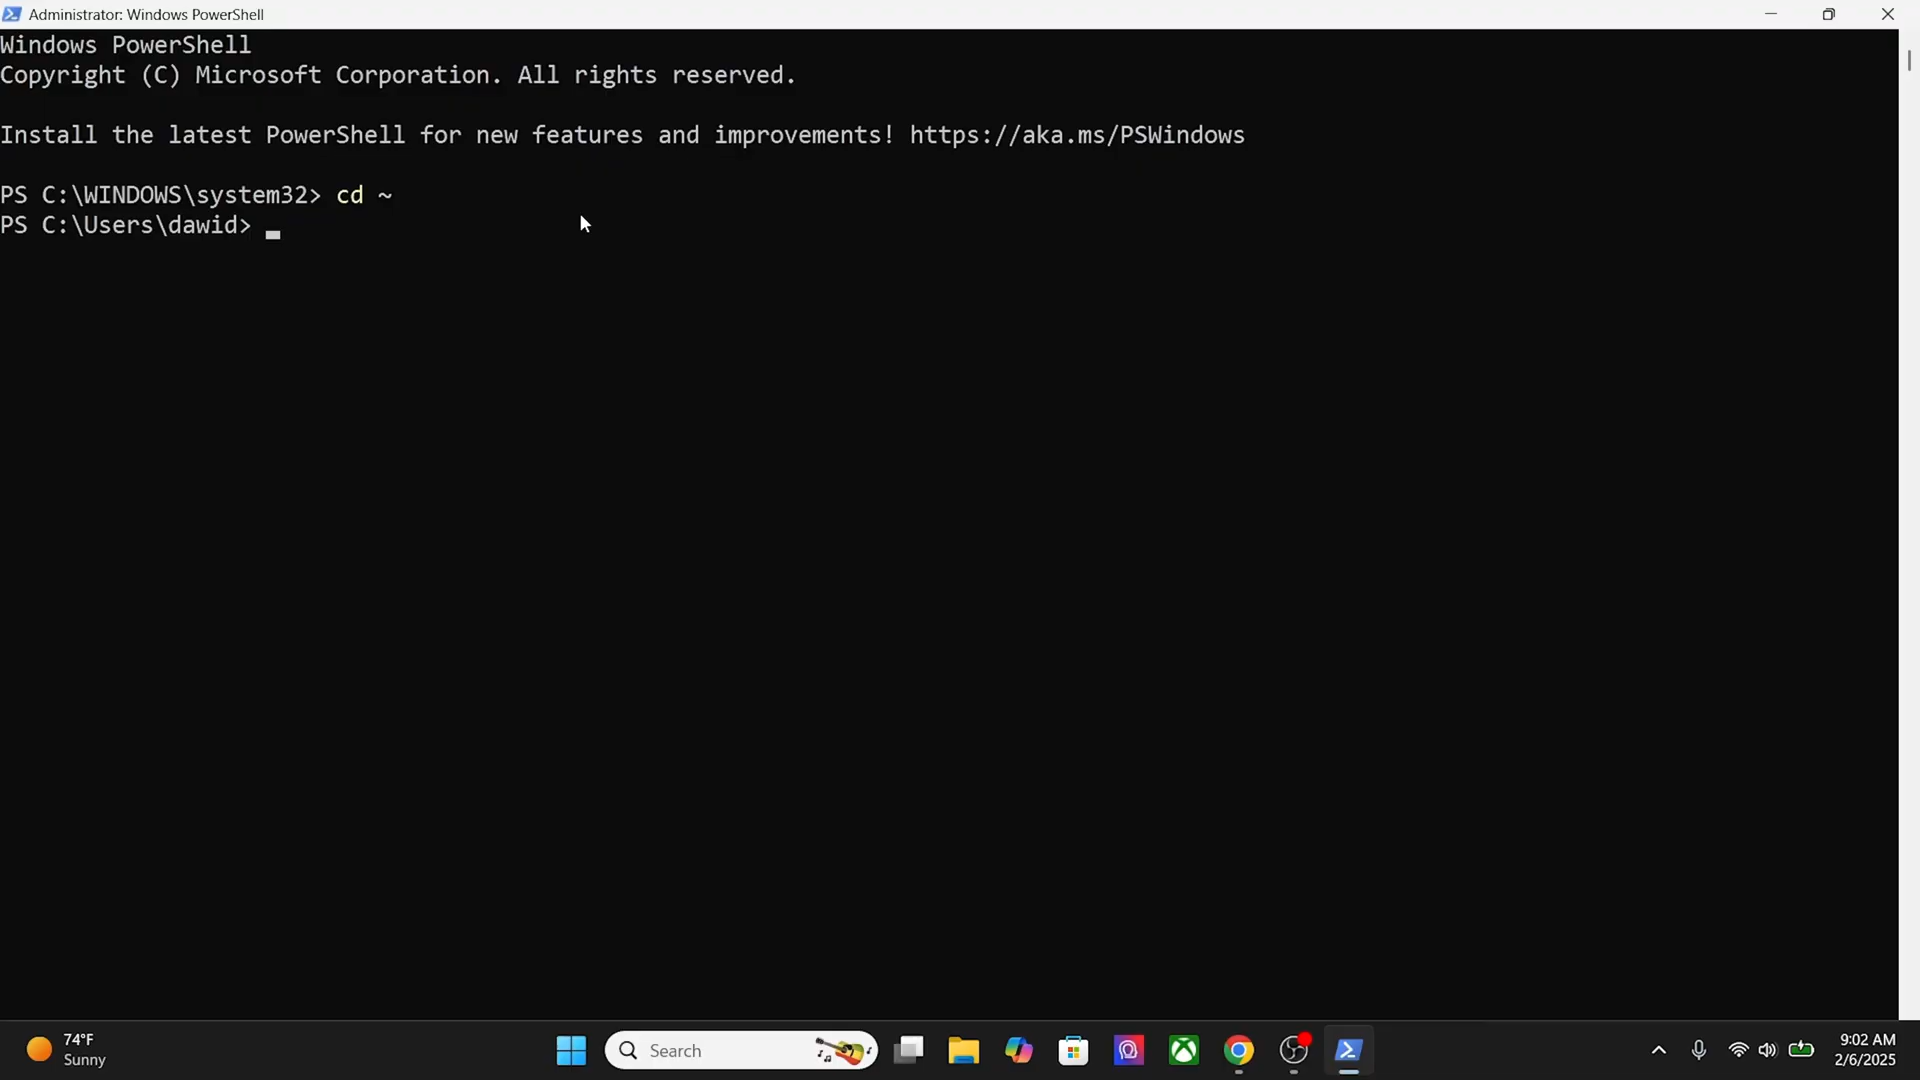 Administrator: Windows PowerShell
Windows PowerShell
Copyright (C) Microsoft Corporation. All rights reserved.
Install the latest PowerShell for new features and improvements! https://aka.ms/PSWindows
PS C:\WINDOWS\system32> cd ~
PS C:\Users\dawid>
74°F
Sunny
Search
9:02 AM
2/6/2025